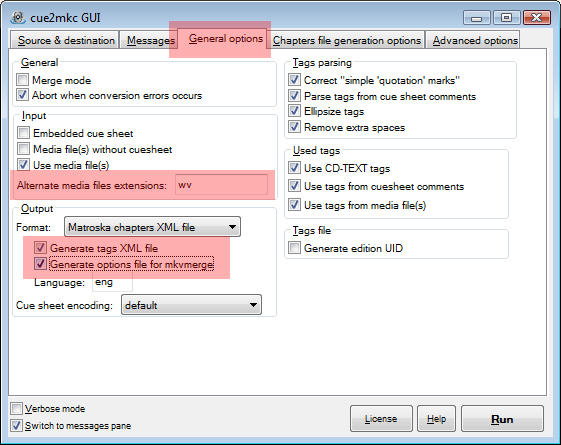 cue2mkc GUI
Source & destination Messages General options Chapters file generation options Advanced options
General
Merge mode
Abort when conversion errors occurs
Input
Embedded cue sheet
Media file(s) without cuesheet
Use media file(s)
Alternate media files extensions: wv
Output
Format: Matroska chapters XML file
Generate tags XML file
Generate options file for mkvmerge
Language: eng
Cue sheet encoding: default
Tags parsing
Correct "simple 'quotation' marks"
Parse tags from cue sheet comments
Ellipsize tags
Remove extra spaces
Used tags
Use CD-TEXT tags
Use tags from cuesheet comments
Use tags from media file(s)
Tags file
Generate edition UID
Verbose mode
Switch to messages pane
License Help Run